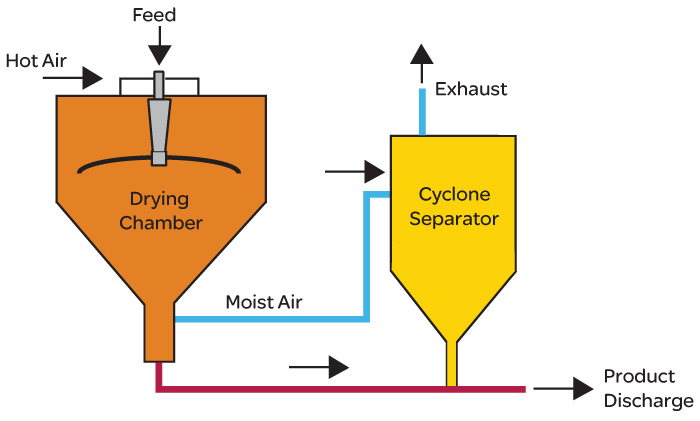 Feed
Hot Air
Exhaust
Drying
Chamber
Cyclone
Separator
Moist Air
Product
Discharge